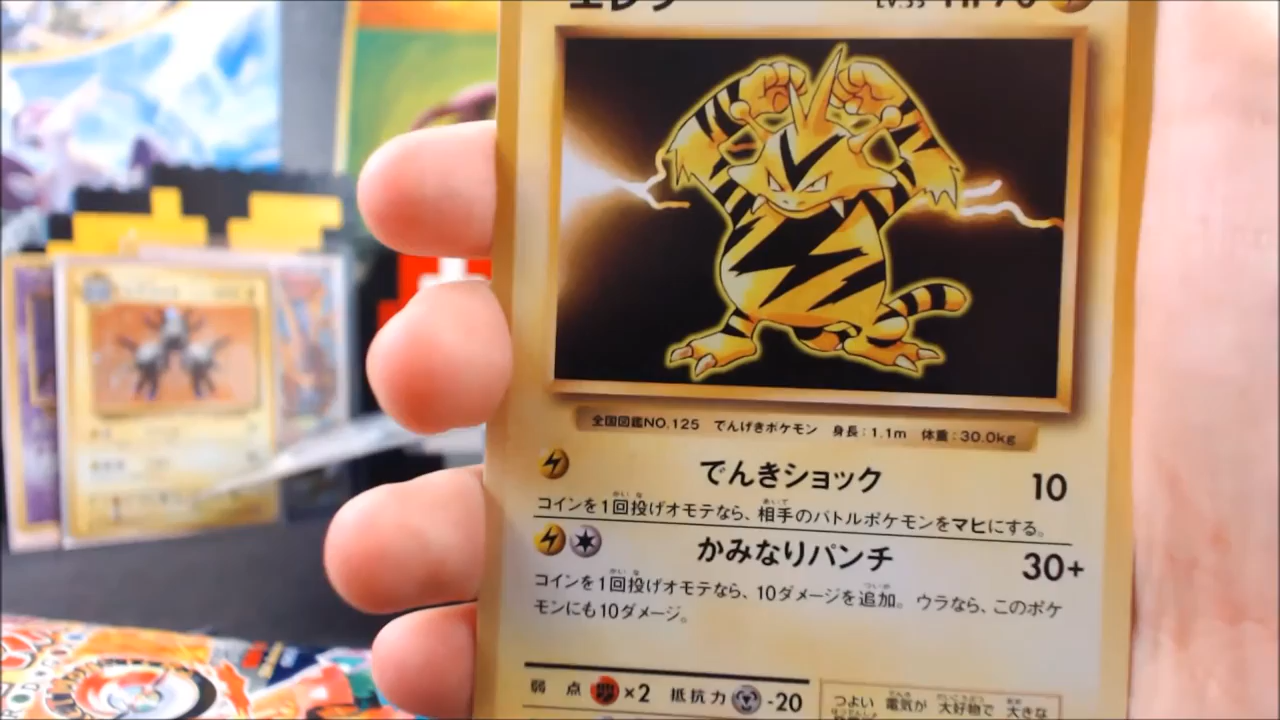 全国図鑑NO.125 でんげきポケモン 身長:1.1m 体重:30.0kg
でんきショック 10
コインを1回投げオモテなら、相手のバトルポケモンをマヒにする。
かみなりパンチ 30+
コインを1回投げオモテなら、10ダメージを追加。ウラなら、このポケ
モンにも10ダメージ。
弱点 ×2 抵抗力 -20
つよい 電気が 大好物で 大きな